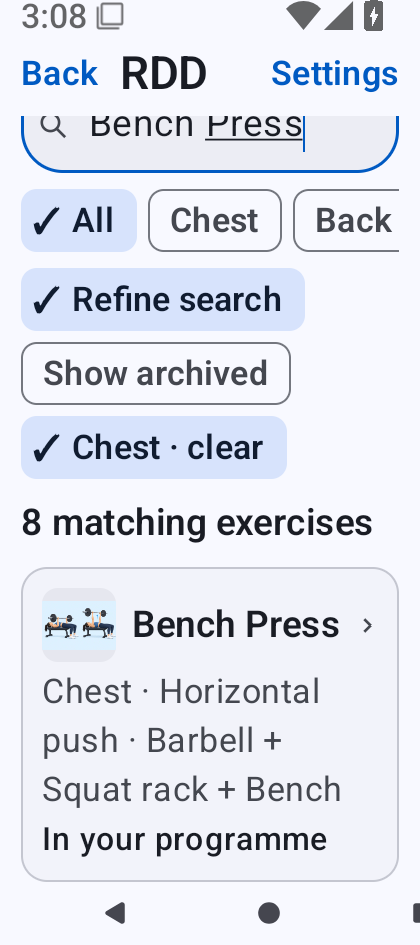 3:08
Back RDD Settings
Bench Press
✓ All Chest Back
✓ Refine search
Show archived
✓ Chest · clear
8 matching exercises
Bench Press
Chest · Horizontal
push · Barbell +
Squat rack + Bench
In your programme